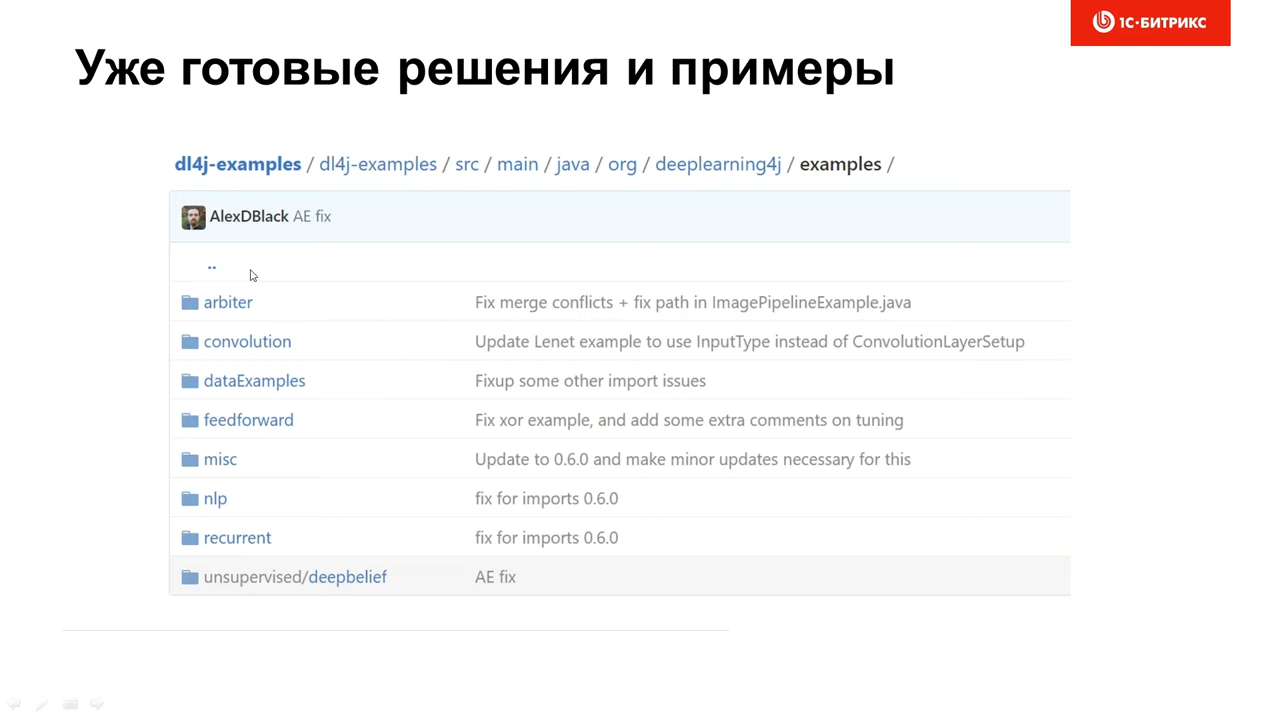 1С·БИТРИКС
Уже готовые решения и примеры
dl4j-examples / dl4j-examples / src / main / java / org / deeplearning4j / examples /
AlexDBlack AE fix
..
arbiter Fix merge conflicts + fix path in ImagePipelineExample.java
convolution Update Lenet example to use InputType instead of ConvolutionLayerSetup
dataExamples Fixup some other import issues
feedforward Fix xor example, and add some extra comments on tuning
misc Update to 0.6.0 and make minor updates necessary for this
nlp fix for imports 0.6.0
recurrent fix for imports 0.6.0
unsupervised/deepbelief AE fix